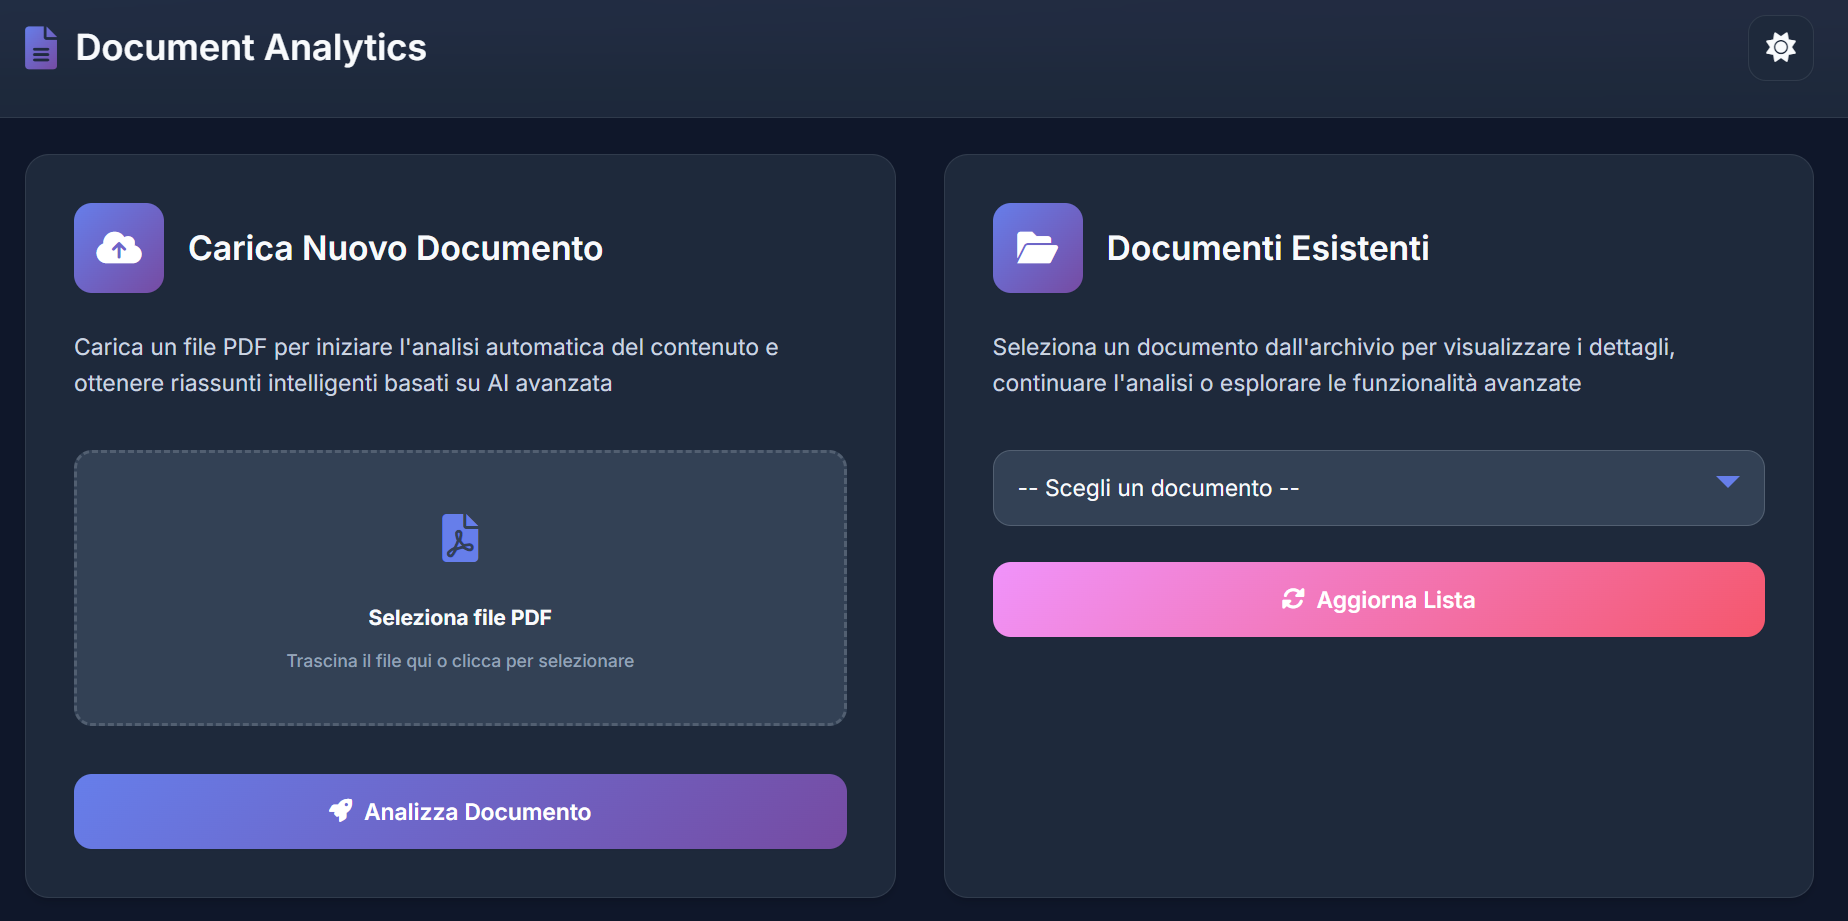 Document Analytics
Carica Nuovo Documento
Carica un file PDF per iniziare l'analisi automatica del contenuto e
ottenere riassunti intelligenti basati su AI avanzata
Seleziona file PDF
Trascina il file qui o clicca per selezionare
Analizza Documento
Documenti Esistenti
Seleziona un documento dall'archivio per visualizzare i dettagli,
continuare l'analisi o esplorare le funzionalità avanzate
-- Scegli un documento --
Aggiorna Lista